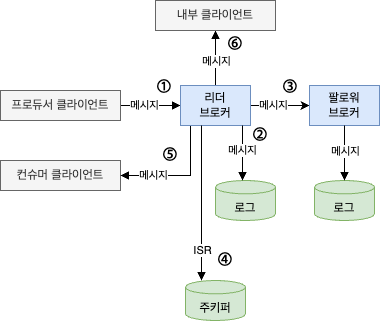 내부 클라이언트
⑥
메시지
①
③
프로듀서 클라이언트
메시지
리더
브로커
메시지
팔로워
브로커
②
⑤
메시지
메시지
컨슈머 클라이언트
메시지
로그
로그
ISR
④
주키퍼